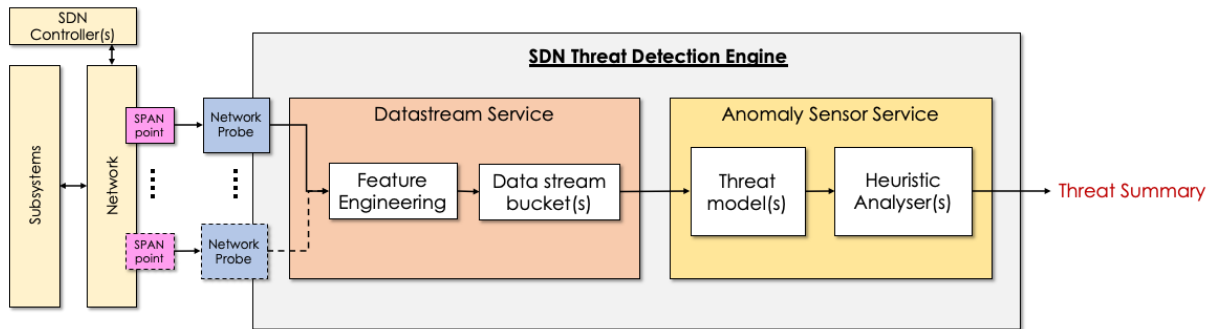 SDN
Controller(s)
SDN Threat Detection Engine
Subsystems
Network
SPAN
point
Network
Probe
SPAN
point
Network
Probe
Datastream Service
Feature
Engineering
Data stream
bucket(s)
Anomaly Sensor Service
Threat
model(s)
Heuristic
Analyser(s)
Threat Summary